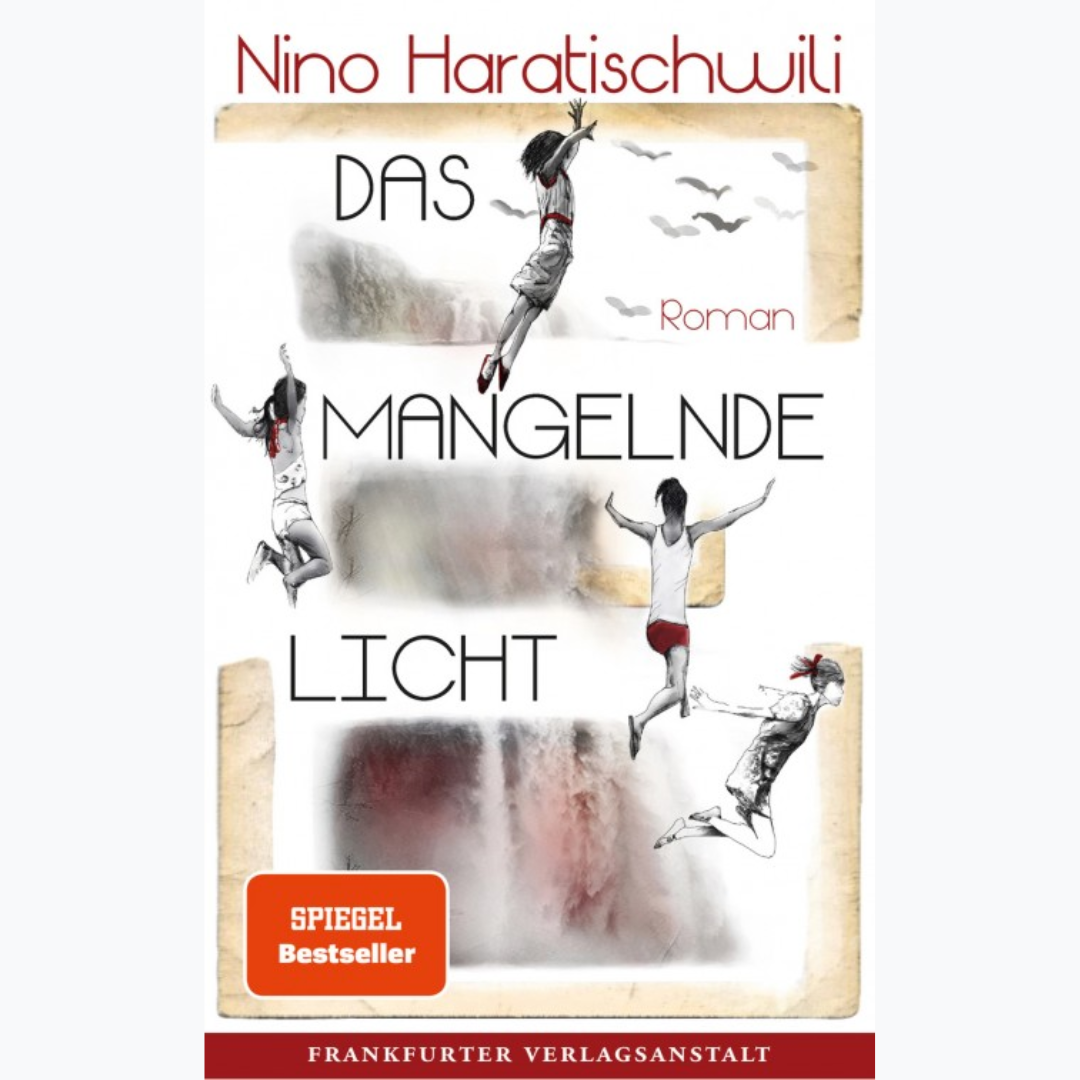 Nino Haratischwili
DAS
Roman
MANGELNDE
LICHT
SPIEGEL
Bestseller
FRANKFURTER VERLAGSANSTALT